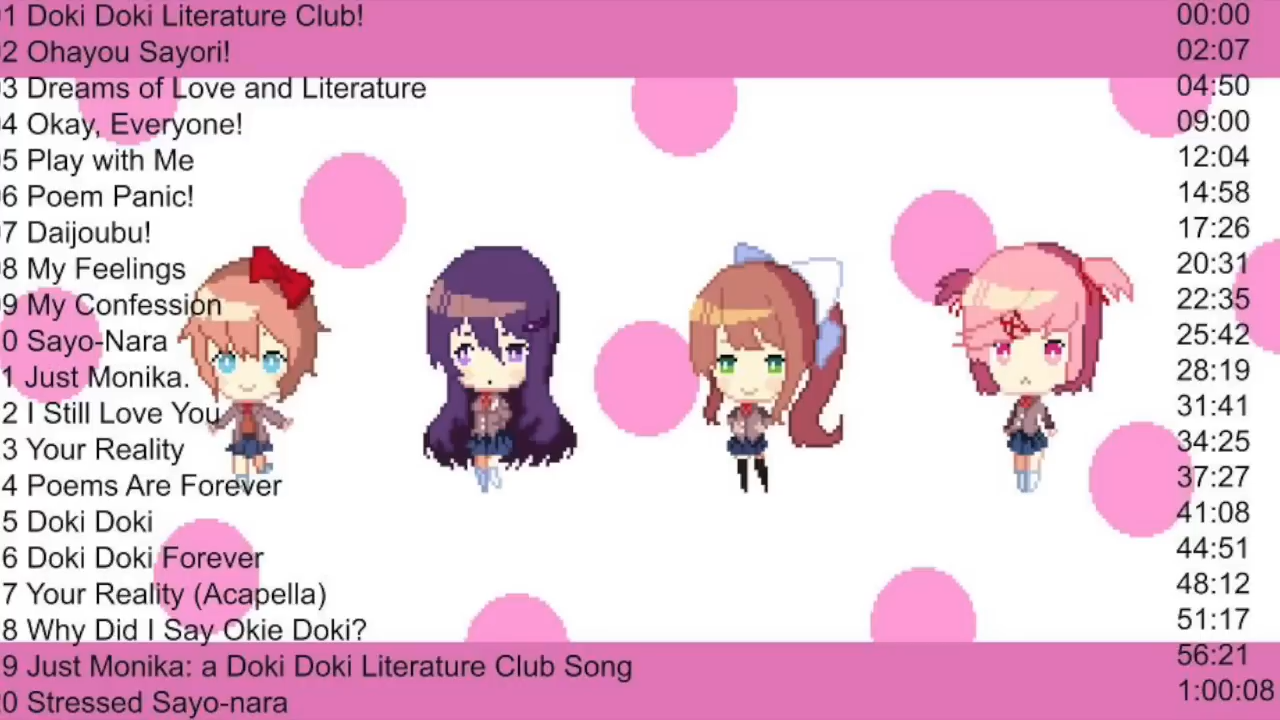 1 Doki Doki Literature Club! 00:00
2 Ohayou Sayori! 02:07
3 Dreams of Love and Literature 04:50
4 Okay, Everyone! 09:00
5 Play with Me 12:04
6 Poem Panic! 14:58
7 Daijoubu! 17:26
8 My Feelings 20:31
9 My Confession 22:35
0 Sayo-Nara 25:42
1 Just Monika. 28:19
2 I Still Love You 31:41
3 Your Reality 34:25
4 Poems Are Forever 37:27
5 Doki Doki 41:08
6 Doki Doki Forever 44:51
7 Your Reality (Acapella) 48:12
8 Why Did I Say Okie Doki? 51:17
9 Just Monika: a Doki Doki Literature Club Song 56:21
0 Stressed Sayo-nara 1:00:08